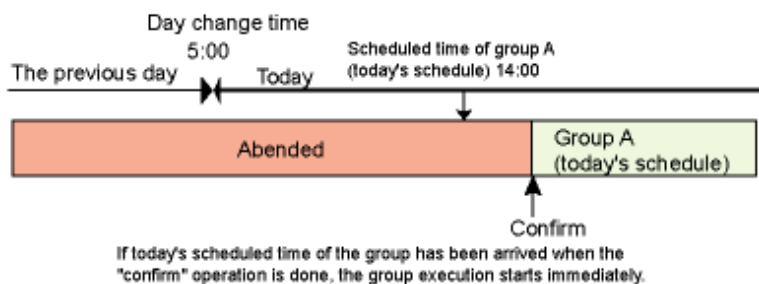 Day change time
5:00
Scheduled time of group A
(today's schedule) 14:00
The previous day
Today
Abended
Group A
(today's schedule)
Confirm
If today's scheduled time of the group has been arrived when the
"confirm" operation is done, the group execution starts immediately.